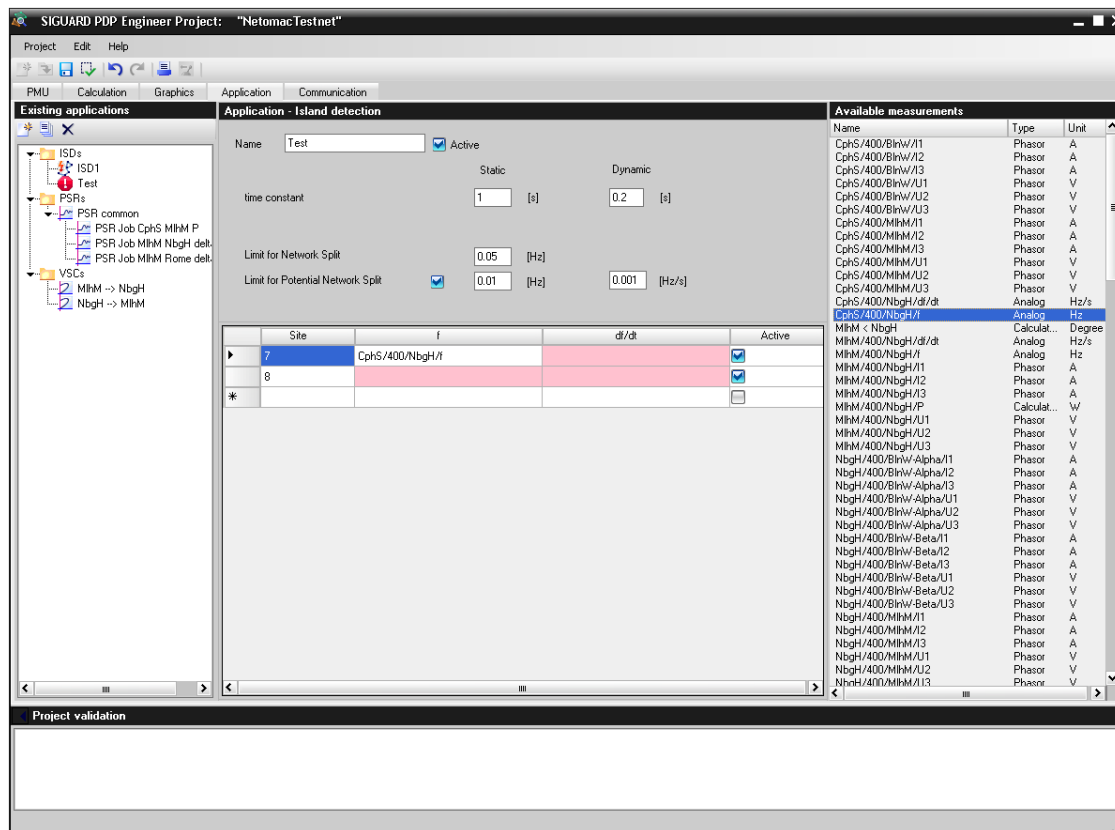 SIGUARD PDP Engineer Project: "NetomacTestnet"
Project Edit Help
PMU Calculation Graphics Application Communication
Existing applications
ISDs
ISD1
Test
PSRs
PSR common
PSR Job CphS MlhM P
PSR Job MlhM NbgH delt
PSR Job MlhM Rome delt
VSCs
MlhM --> NbgH
NbgH --> MlhM
Application - Island detection
Name Test Active
Static Dynamic
time constant 1 [s] 0.2 [s]
Limit for Network Split 0.05 [Hz]
Limit for Potential Network Split 0.01 [Hz] 0.001 [Hz/s]
Site f df/dt Active
7 CphS/400/NbgH/f
8
*
Available measurements
Name Type Unit
CphS/400/BlnW/I1 Phasor A
CphS/400/BlnW/I2 Phasor A
CphS/400/BlnW/I3 Phasor A
CphS/400/BlnW/U1 Phasor V
CphS/400/BlnW/U2 Phasor V
CphS/400/BlnW/U3 Phasor V
CphS/400/MlhM/I1 Phasor A
CphS/400/MlhM/I2 Phasor A
CphS/400/MlhM/I3 Phasor A
CphS/400/MlhM/U1 Phasor V
CphS/400/MlhM/U2 Phasor V
CphS/400/MlhM/U3 Phasor V
CphS/400/NbgH/df/dt Analog Hz/s
CphS/400/NbgH/f Analog Hz
MlhM < NbgH Calculat... Degree
MlhM/400/NbgH/df/dt Analog Hz/s
MlhM/400/NbgH/f Analog Hz
MlhM/400/NbgH/I1 Phasor A
MlhM/400/NbgH/I2 Phasor A
MlhM/400/NbgH/I3 Phasor A
MlhM/400/NbgH/P Calculat... W
MlhM/400/NbgH/U1 Phasor V
MlhM/400/NbgH/U2 Phasor V
MlhM/400/NbgH/U3 Phasor V
NbgH/400/BlnW-Alpha/I1 Phasor A
NbgH/400/BlnW-Alpha/I2 Phasor A
NbgH/400/BlnW-Alpha/I3 Phasor A
NbgH/400/BlnW-Alpha/U1 Phasor V
NbgH/400/BlnW-Alpha/U2 Phasor V
NbgH/400/BlnW-Alpha/U3 Phasor V
NbgH/400/BlnW-Beta/I1 Phasor A
NbgH/400/BlnW-Beta/I2 Phasor A
NbgH/400/BlnW-Beta/I3 Phasor A
NbgH/400/BlnW-Beta/U1 Phasor V
NbgH/400/BlnW-Beta/U2 Phasor V
NbgH/400/BlnW-Beta/U3 Phasor V
NbgH/400/MlhM/I1 Phasor A
NbgH/400/MlhM/I2 Phasor A
NbgH/400/MlhM/I3 Phasor A
NbgH/400/MlhM/U1 Phasor V
NbgH/400/MlhM/U2 Phasor V
NbgH/400/MlhM/U3 Phasor V
Project validation